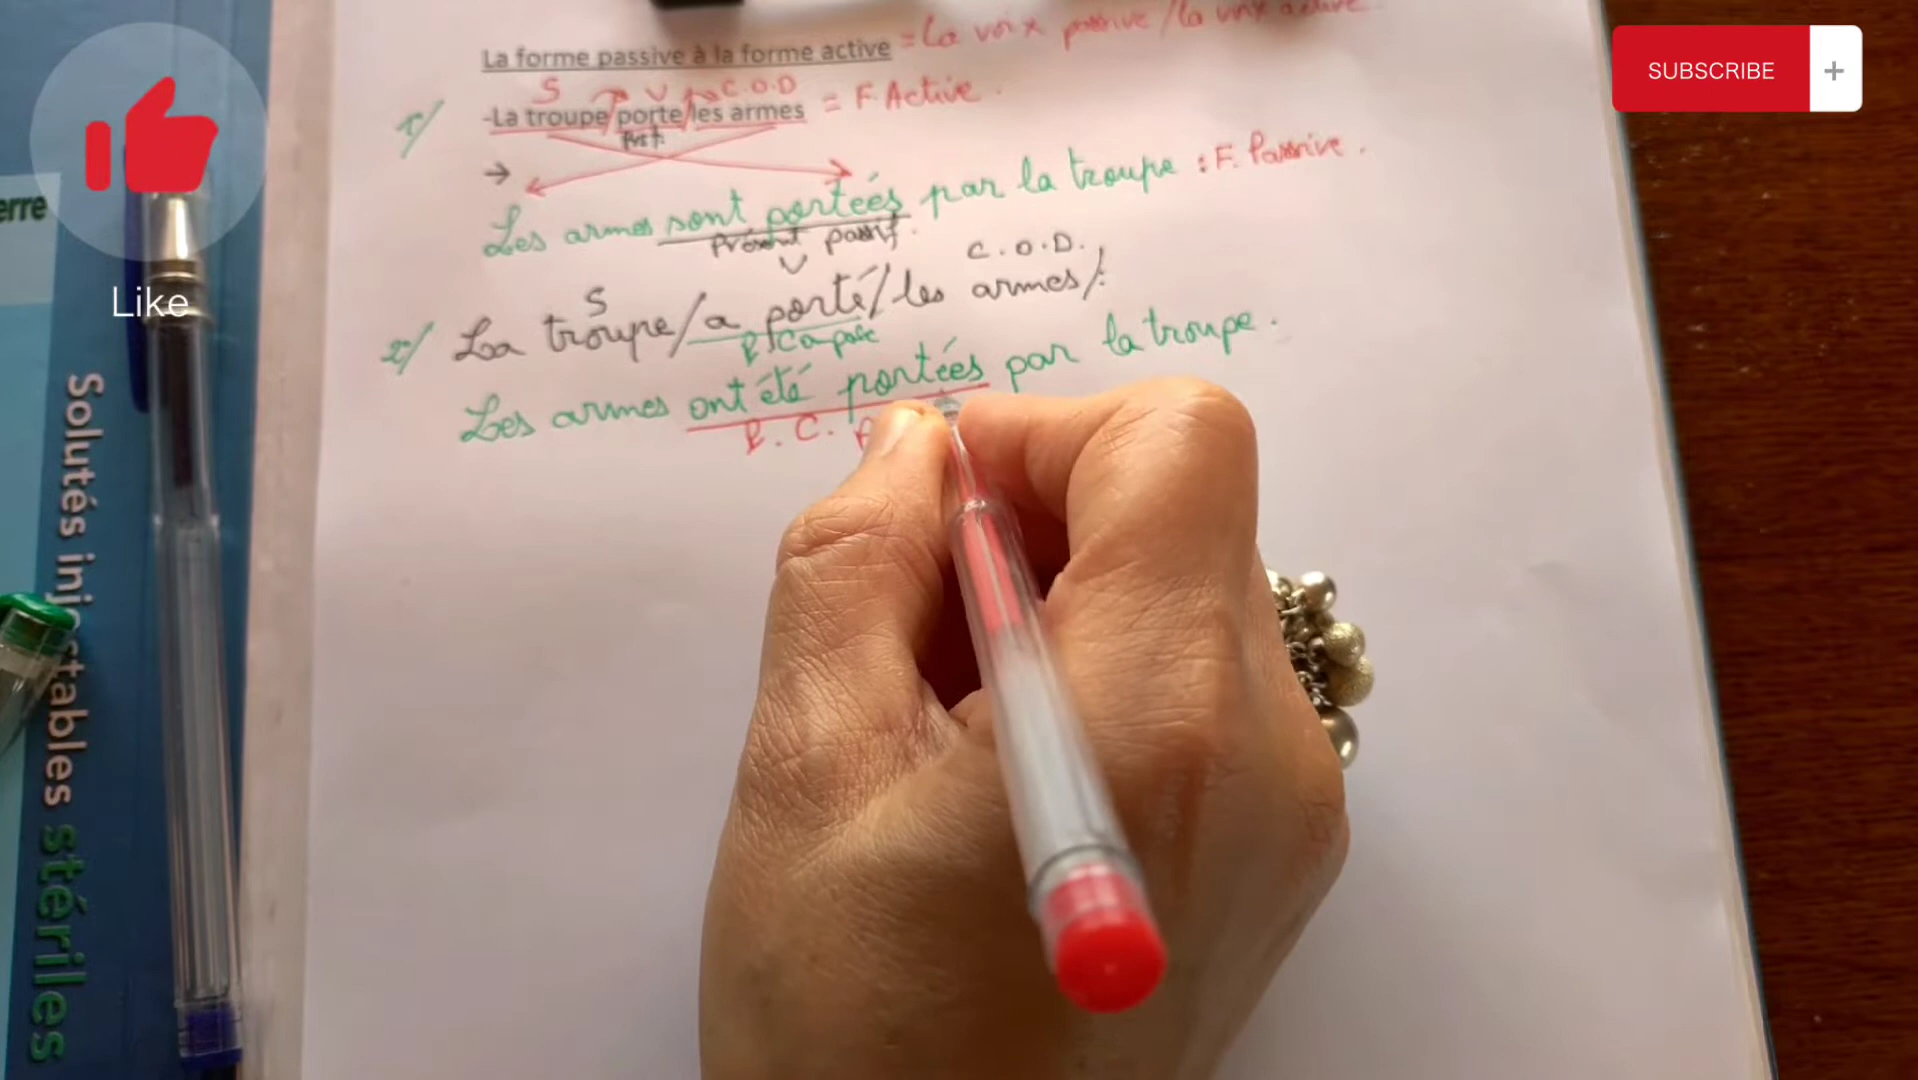 La forme passive à la forme active = La voix passive / la voix active
S V C.O.D
1/ -La troupe/porte/les armes = F. Active.
→
Les armes sont portées par la troupe : F. Passive.
Présent passif.
S V C.O.D.
2/ La troupe/a porté/les armes/.
P. Compos
Les armes ont été portées par la troupe.
P. C. P
SUBSCRIBE +
Like
erre
Solutés injectables stériles